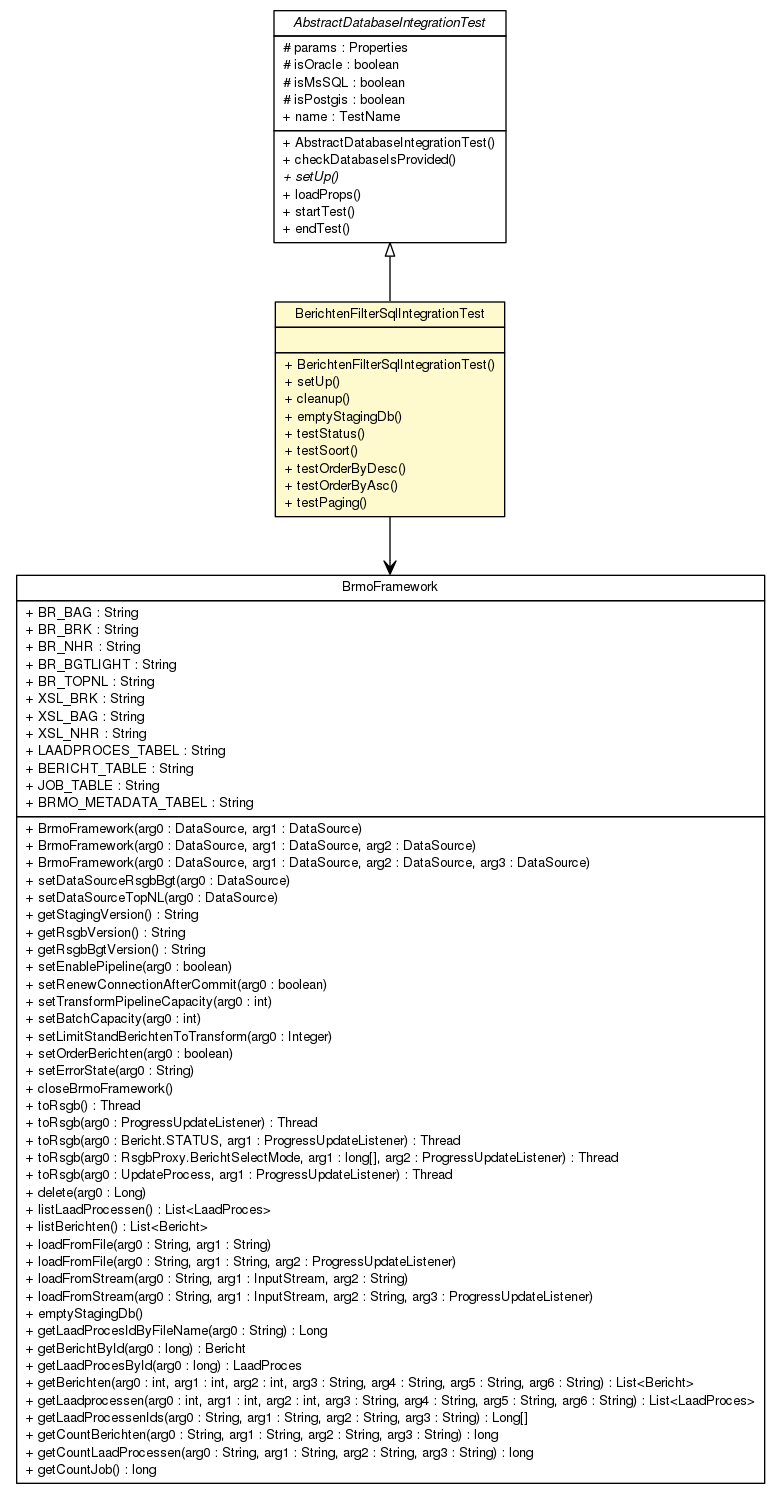 AbstractDatabaseIntegrationTest
# params : Properties
# isOracle : boolean
# isMsSQL : boolean
# isPostgis : boolean
+ name : TestName
+ AbstractDatabaseIntegrationTest()
+ checkDatabaseIsProvided()
+ setUp()
+ loadProps()
+ startTest()
+ endTest()
BerichtenFilterSqlIntegrationTest
+ BerichtenFilterSqlIntegrationTest()
+ setUp()
+ cleanup()
+ emptyStagingDb()
+ testStatus()
+ testSoort()
+ testOrderByDesc()
+ testOrderByAsc()
+ testPaging()
BrmoFramework
+ BR_BAG : String
+ BR_BRK : String
+ BR_NHR : String
+ BR_BGTLIGHT : String
+ BR_TOPNL : String
+ XSL_BRK : String
+ XSL_BAG : String
+ XSL_NHR : String
+ LAADPROCES_TABEL : String
+ BERICHT_TABLE : String
+ JOB_TABLE : String
+ BRMO_METADATA_TABEL : String
+ BrmoFramework(arg0 : DataSource, arg1 : DataSource)
+ BrmoFramework(arg0 : DataSource, arg1 : DataSource, arg2 : DataSource)
+ BrmoFramework(arg0 : DataSource, arg1 : DataSource, arg2 : DataSource, arg3 : DataSource)
+ setDataSourceRsgbBgt(arg0 : DataSource)
+ setDataSourceTopNL(arg0 : DataSource)
+ getStagingVersion() : String
+ getRsgbVersion() : String
+ getRsgbBgtVersion() : String
+ setEnablePipeline(arg0 : boolean)
+ setRenewConnectionAfterCommit(arg0 : boolean)
+ setTransformPipelineCapacity(arg0 : int)
+ setBatchCapacity(arg0 : int)
+ setLimitStandBerichtenToTransform(arg0 : Integer)
+ setOrderBerichten(arg0 : boolean)
+ setErrorState(arg0 : String)
+ closeBrmoFramework()
+ toRsgb() : Thread
+ toRsgb(arg0 : ProgressUpdateListener) : Thread
+ toRsgb(arg0 : Bericht.STATUS, arg1 : ProgressUpdateListener) : Thread
+ toRsgb(arg0 : RsgbProxy.BerichtSelectMode, arg1 : long[], arg2 : ProgressUpdateListener) : Thread
+ toRsgb(arg0 : UpdateProcess, arg1 : ProgressUpdateListener) : Thread
+ delete(arg0 : Long)
+ listLaadProcessen() : List<LaadProces>
+ listBerichten() : List<Bericht>
+ loadFromFile(arg0 : String, arg1 : String)
+ loadFromFile(arg0 : String, arg1 : String, arg2 : ProgressUpdateListener)
+ loadFromStream(arg0 : String, arg1 : InputStream, arg2 : String)
+ loadFromStream(arg0 : String, arg1 : InputStream, arg2 : String, arg3 : ProgressUpdateListener)
+ emptyStagingDb()
+ getLaadProcesIdByFileName(arg0 : String) : Long
+ getBerichtById(arg0 : long) : Bericht
+ getLaadProcesById(arg0 : long) : LaadProces
+ getBerichten(arg0 : int, arg1 : int, arg2 : int, arg3 : String, arg4 : String, arg5 : String, arg6 : String) : List<Bericht>
+ getLaadprocessen(arg0 : int, arg1 : int, arg2 : int, arg3 : String, arg4 : String, arg5 : String, arg6 : String) : List<LaadProces>
+ getLaadProcessenIds(arg0 : String, arg1 : String, arg2 : String, arg3 : String) : Long[]
+ getCountBerichten(arg0 : String, arg1 : String, arg2 : String, arg3 : String) : long
+ getCountLaadProcessen(arg0 : String, arg1 : String, arg2 : String, arg3 : String) : long
+ getCountJob() : long